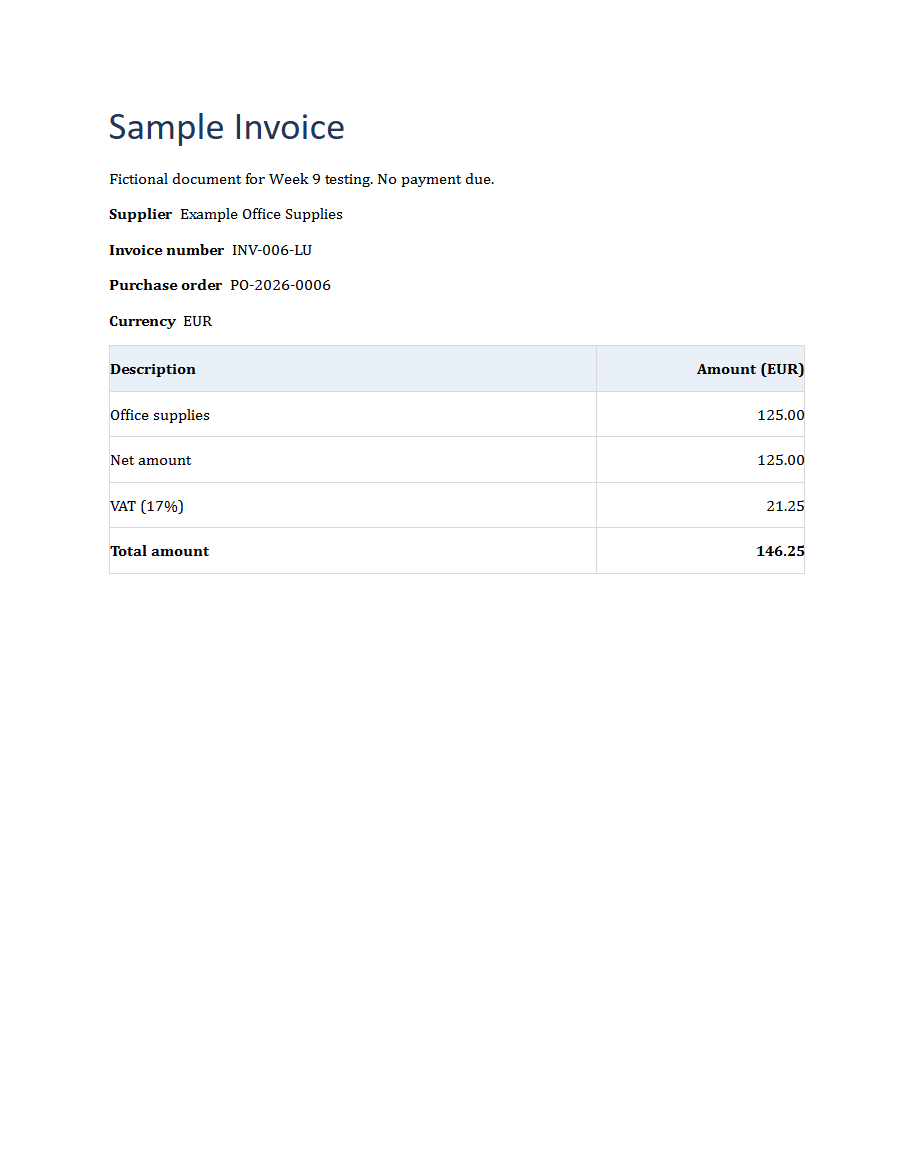 Sample Invoice
Fictional document for Week 9 testing. No payment due.
Supplier Example Office Supplies
Invoice number INV-006-LU
Purchase order PO-2026-0006
Currency EUR
Description Amount (EUR)
Office supplies 125.00
Net amount 125.00
VAT (17%) 21.25
Total amount 146.25